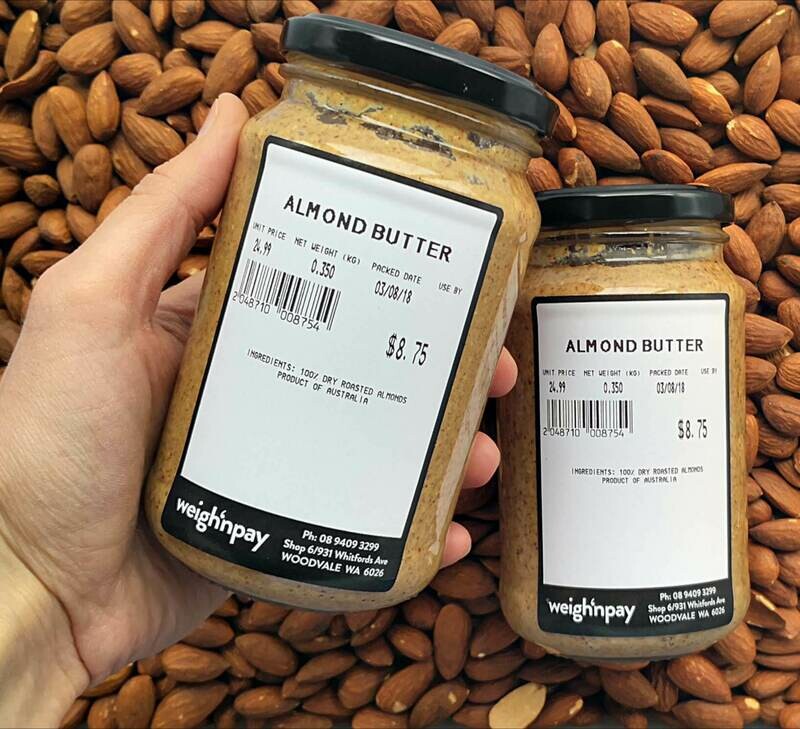 ALMOND BUTTER
UNIT PRICE NET WEIGHT (KG) PACKED DATE USE BY
24.99 0.350 03/08/18
2 048710 008754
$8.75
INGREDIENTS: 100% DRY ROASTED ALMONDS
PRODUCT OF AUSTRALIA
weigh'npay
Ph: 08 9409 3299
Shop 6/931 Whitfords Ave
WOODVALE WA 6026
ALMOND BUTTER
UNIT PRICE NET WEIGHT (KG) PACKED DATE USE BY
24.99 0.350 03/08/18
2 048710 008754
$8.75
INGREDIENTS: 100% DRY ROASTED ALMONDS
PRODUCT OF AUSTRALIA
weigh'npay
Ph: 08 9409 3299
Shop 6/931 Whitfords Ave
WOODVALE WA 6026